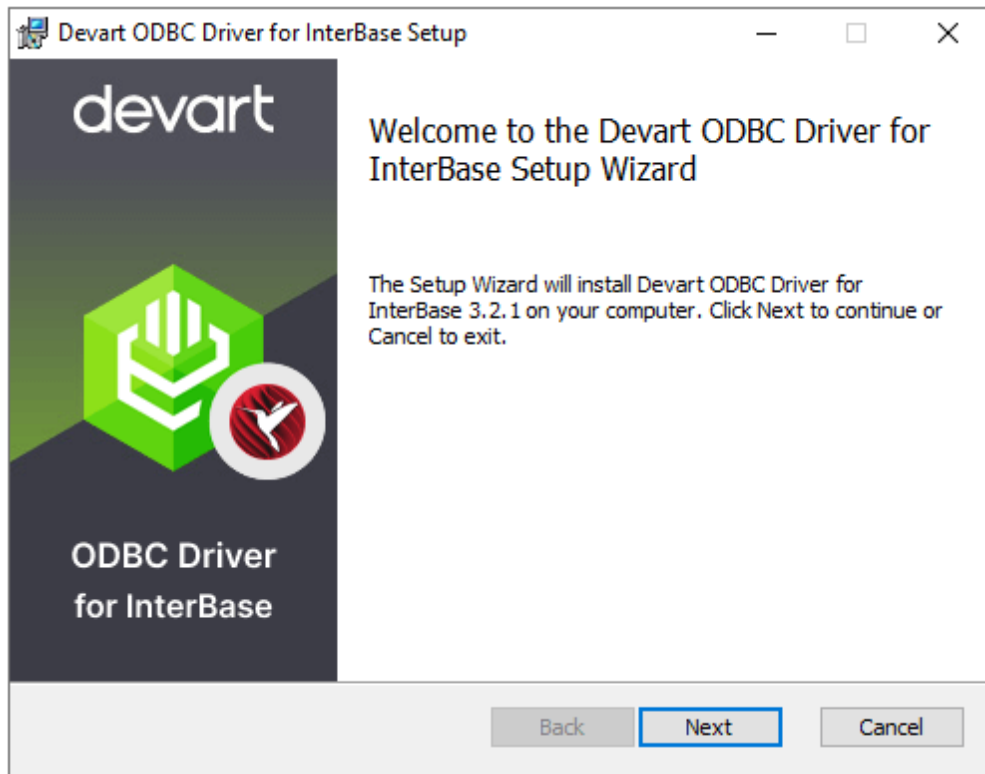 Devart ODBC Driver for InterBase Setup
devart
Welcome to the Devart ODBC Driver for
InterBase Setup Wizard
The Setup Wizard will install Devart ODBC Driver for
InterBase 3.2.1 on your computer. Click Next to continue or
Cancel to exit.
ODBC Driver
for InterBase
Back
Next
Cancel